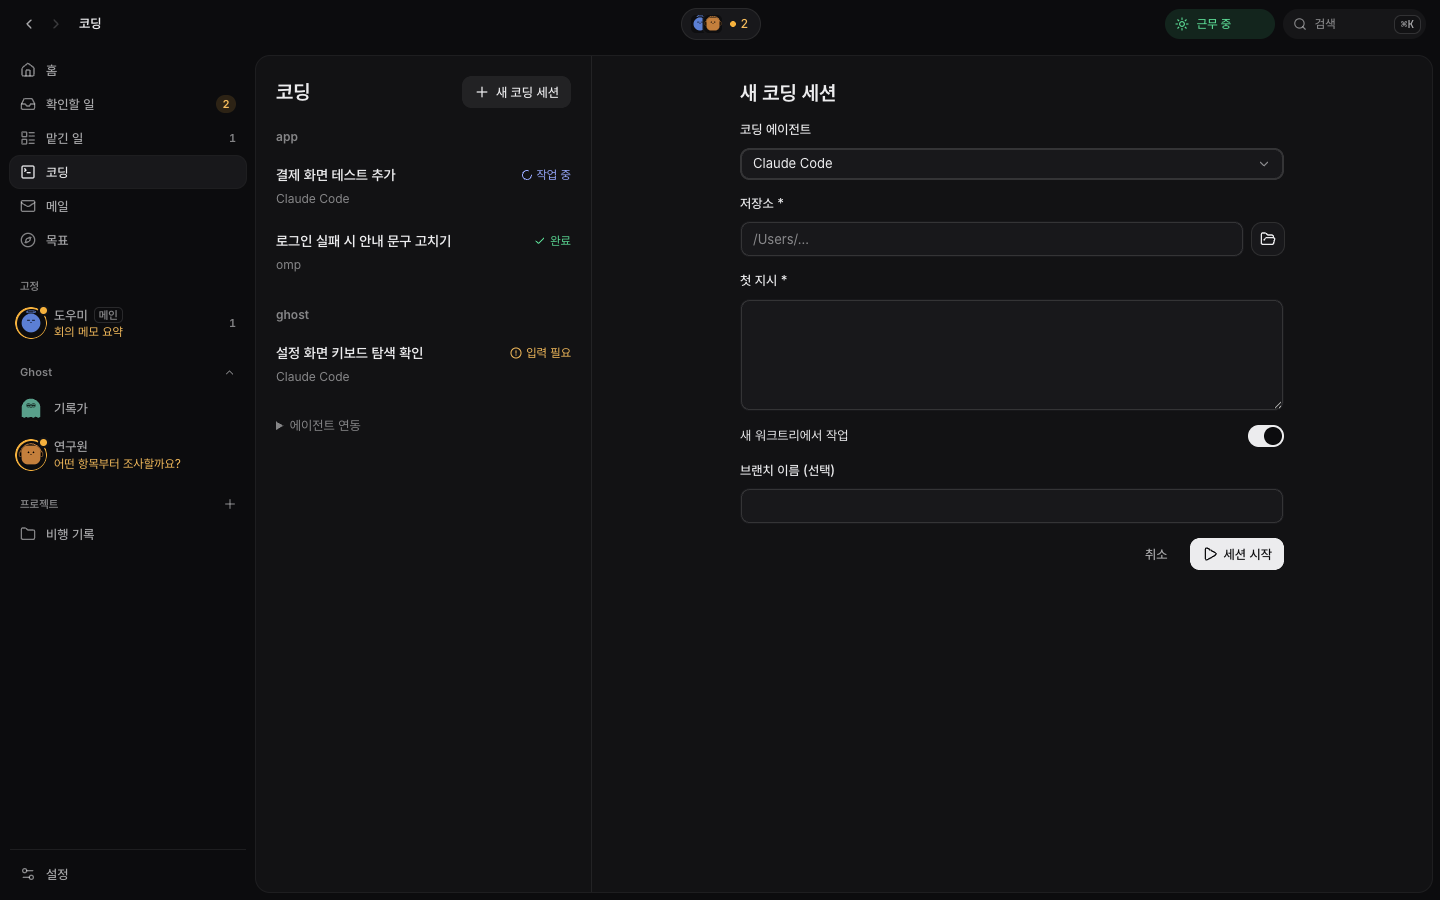 코딩
2
근무 중
검색
⌘K
홈
확인할 일
2
맡긴 일
1
코딩
메일
목표
고정
도우미
메인
회의 메모 요약
1
Ghost
기록가
연구원
어떤 항목부터 조사할까요?
프로젝트
비행 기록
설정
코딩
새 코딩 세션
app
결제 화면 테스트 추가
작업 중
Claude Code
로그인 실패 시 안내 문구 고치기
완료
omp
ghost
설정 화면 키보드 탐색 확인
입력 필요
Claude Code
에이전트 연동
새 코딩 세션
코딩 에이전트
Claude Code
저장소 *
/Users/...
첫 지시 *
새 워크트리에서 작업
브랜치 이름 (선택)
취소
세션 시작